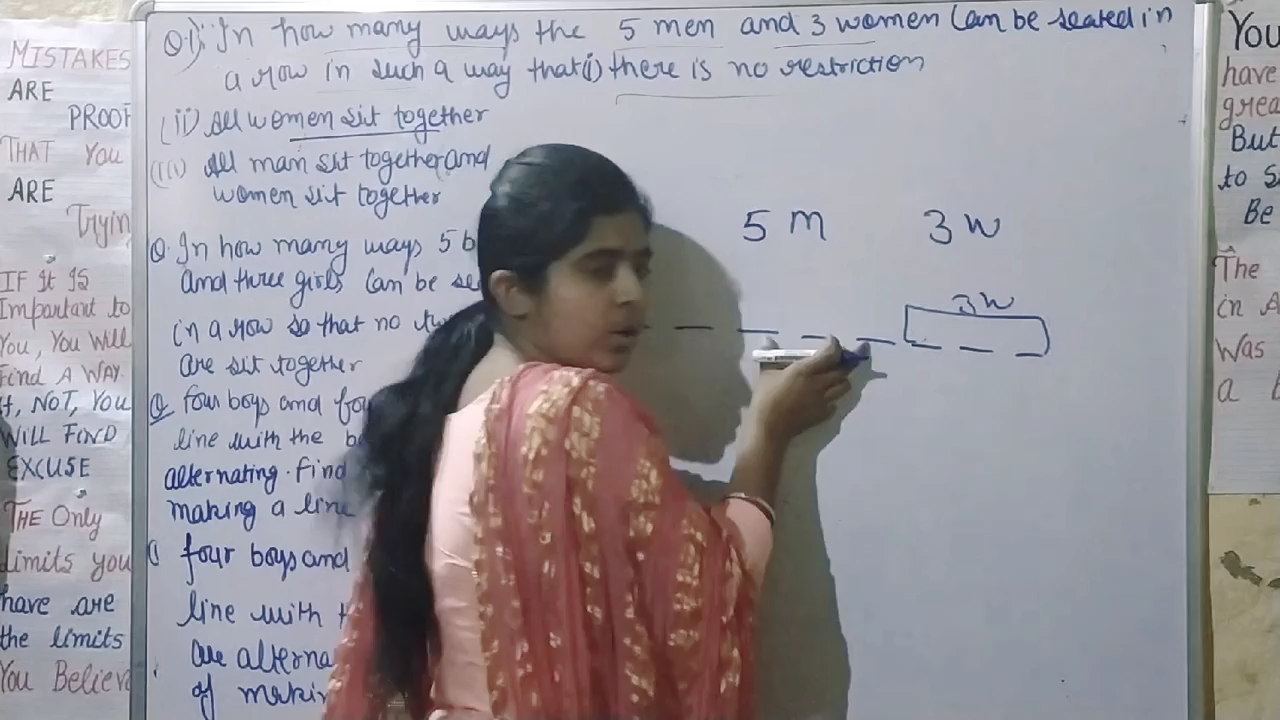 MISTAKES
ARE
PROOF
THAT YOU
ARE
Tryin
IF It IS
Important to
You, You Will
Find A WAY.
If, NOT, YOU
WILL FIND
EXCUSE
THE Only
Limits you
have are
the limits
You Believ
Q.1). In how many ways the 5 men and 3 women can be seated in
a row in such a way that (i) there is no restriction
(ii) All women sit together
(iii) All man sit together and
women sit together
Q. In how many ways 5 b
and three girls can be se
in a row so that no tw
are sit together
Q four boys and fou
line with the b
alternating. Find
making a line
Q four boys and
line with t
are alterna
of makin
5 M 3 W
3 W
You
have
grea
But
to S
Be
The
in A
Was
a